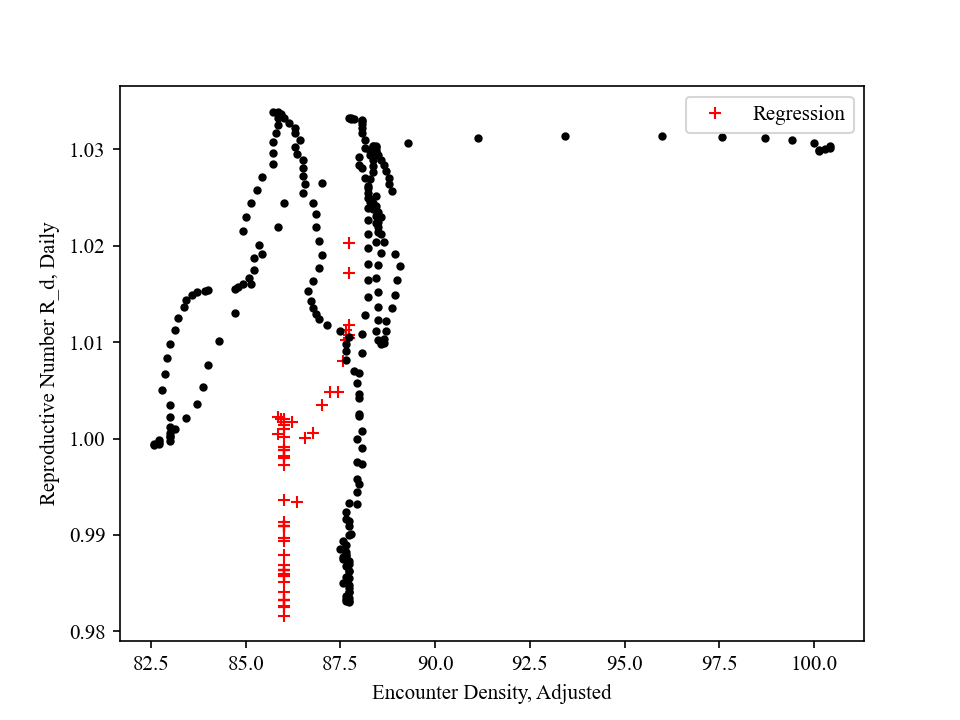 Regression
1.03
1.02
1.01
1.00
0.99
0.98
Reproductive Number R_d, Daily
82.5 85.0 87.5 90.0 92.5 95.0 97.5 100.0
Encounter Density, Adjusted